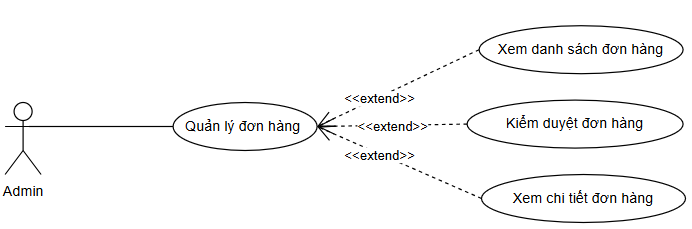 Xem danh sách đơn hàng
<<extend>>
Quản lý đơn hàng
<<extend>>
Kiểm duyệt đơn hàng
<<extend>>
Admin
Xem chi tiết đơn hàng